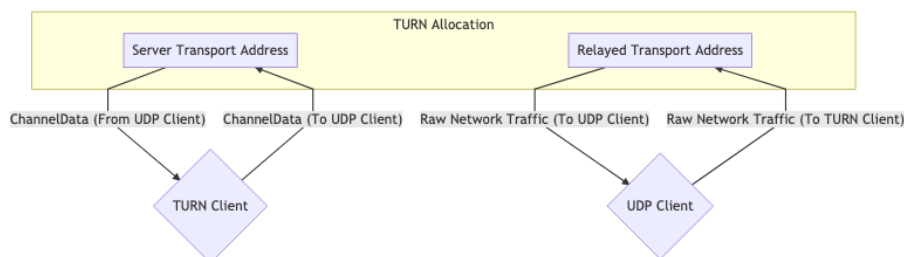 TURN Allocation
Server Transport Address
Relayed Transport Address
ChannelData (From UDP Client)
ChannelData (To UDP Client)
Raw Network Traffic (To UDP Client)
Raw Network Traffic (To TURN Client)
TURN Client
UDP Client